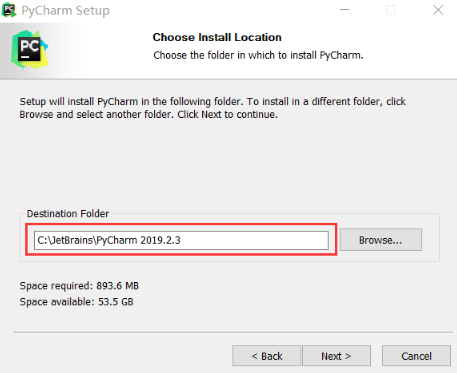 PyCharm Setup
PC
Choose Install Location
Choose the folder in which to install PyCharm.
Setup will install PyCharm in the following folder. To install in a different folder, click
Browse and select another folder. Click Next to continue.
Destination Folder
C:\JetBrains\PyCharm 2019.2.3
Browse...
Space required: 893.6 MB
Space available: 53.5 GB
< Back
Next >
Cancel